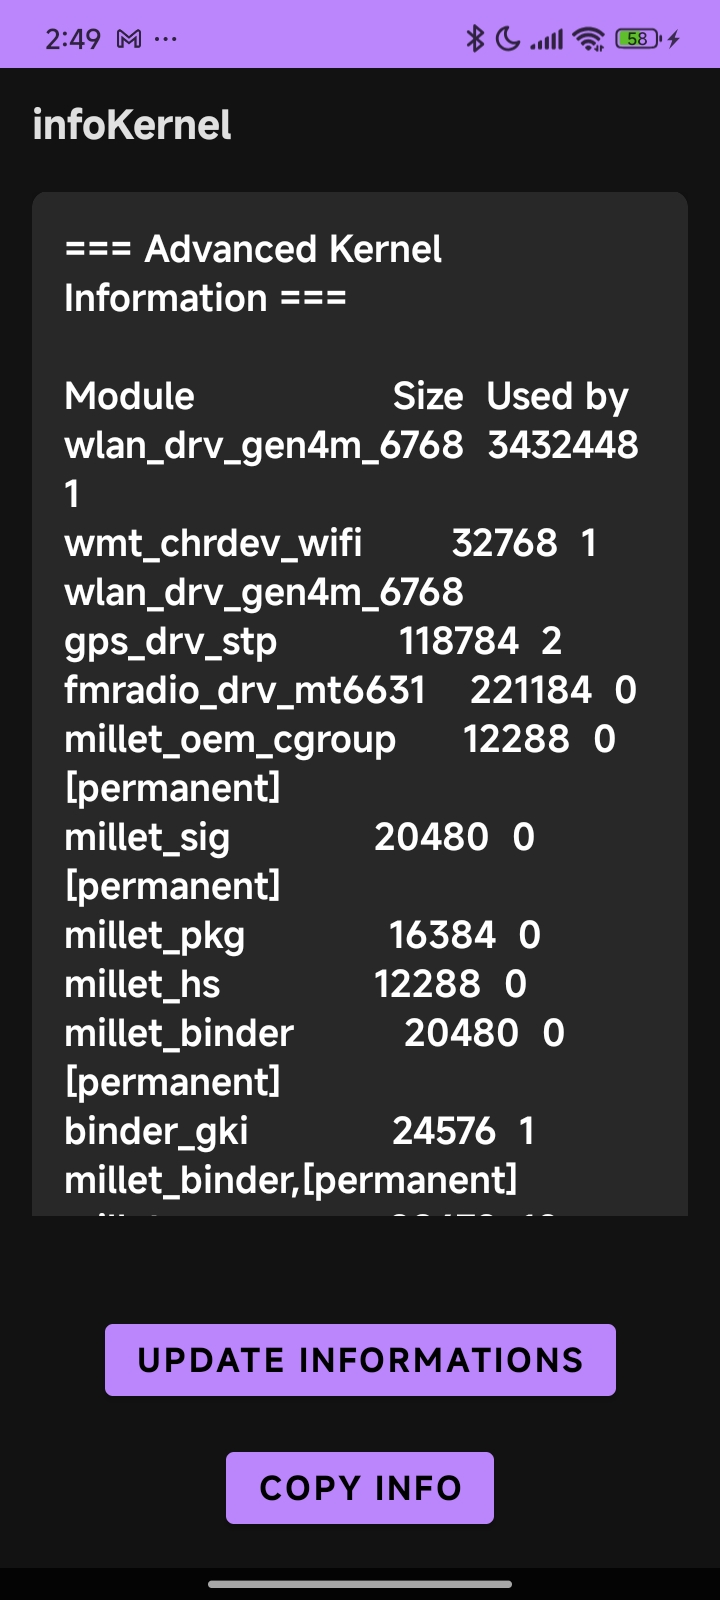 2:49
58
infoKernel
=== Advanced Kernel
Information ===
Module Size Used by
wlan_drv_gen4m_6768 3432448
1
wmt_chrdev_wifi 32768 1
wlan_drv_gen4m_6768
gps_drv_stp 118784 2
fmradio_drv_mt6631 221184 0
millet_oem_cgroup 12288 0
[permanent]
millet_sig 20480 0
[permanent]
millet_pkg 16384 0
millet_hs 12288 0
millet_binder 20480 0
[permanent]
binder_gki 24576 1
millet_binder,[permanent]
UPDATE INFORMATIONS
COPY INFO